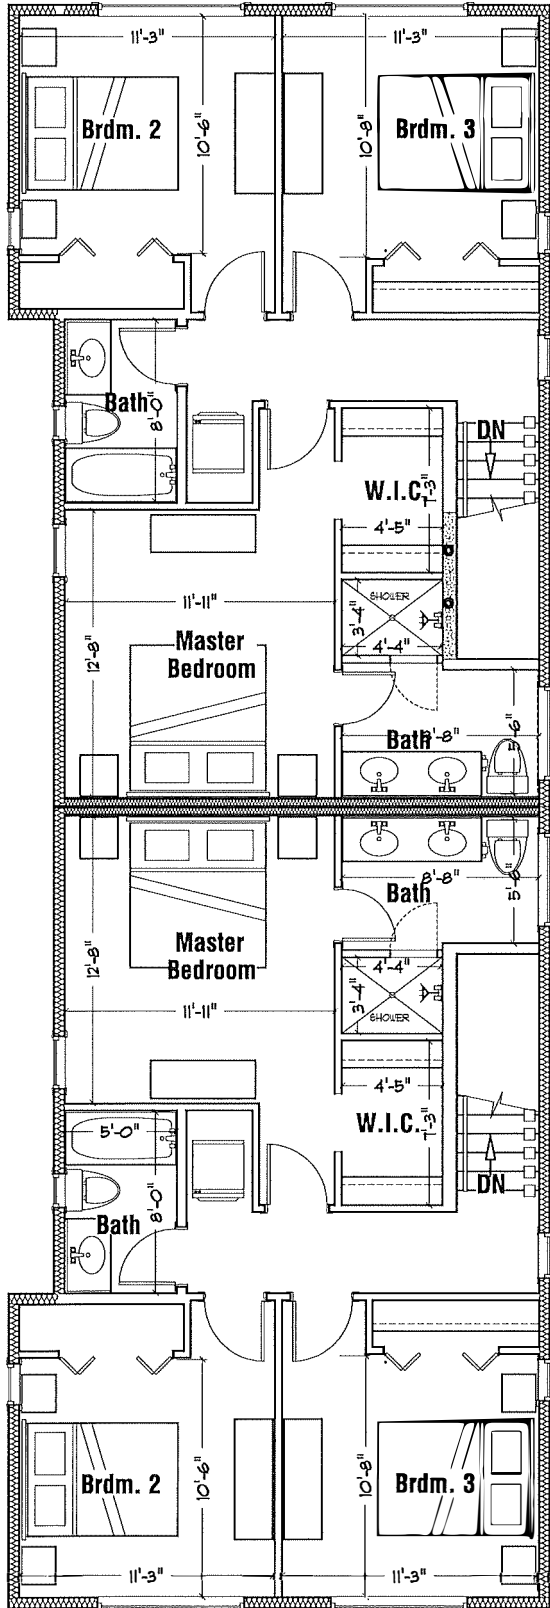 11'-3"
11'-3"
Brdm. 2
10'-6"
10'-8"
Brdm. 3
Bath
8'-0"
DN
W.I.C.
7'-3"
4'-5"
11'-11"
SHOWER
3'-4"
4'-4"
12'-8"
Master
Bedroom
Bath
8'-8"
5'-6"
8'-8"
5'-6"
Bath
12'-8"
Master
Bedroom
4'-4"
3'-4"
SHOWER
11'-11"
4'-5"
W.I.C.
7'-3"
5'-0"
8'-0"
Bath
DN
Brdm. 2
10'-6"
10'-8"
Brdm. 3
11'-3"
11'-3"